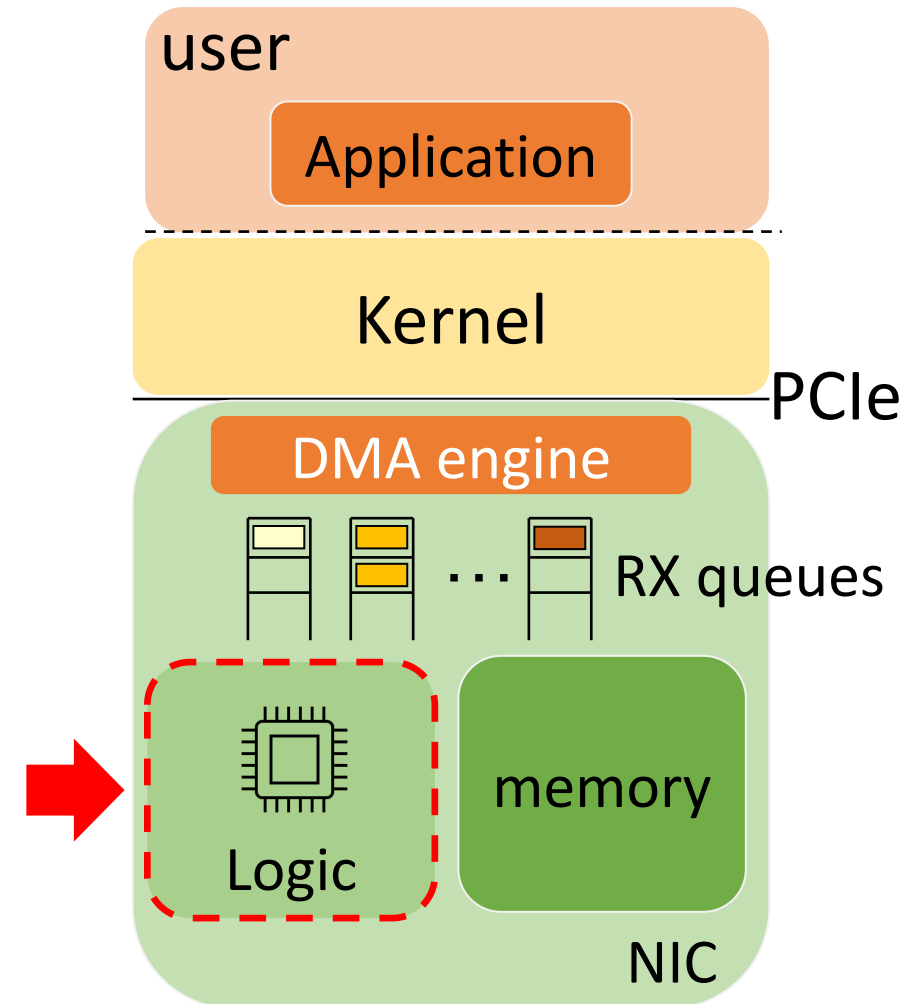 user
Application
Kernel
PCIe
DMA engine
...
RX queues
Logic
memory
NIC